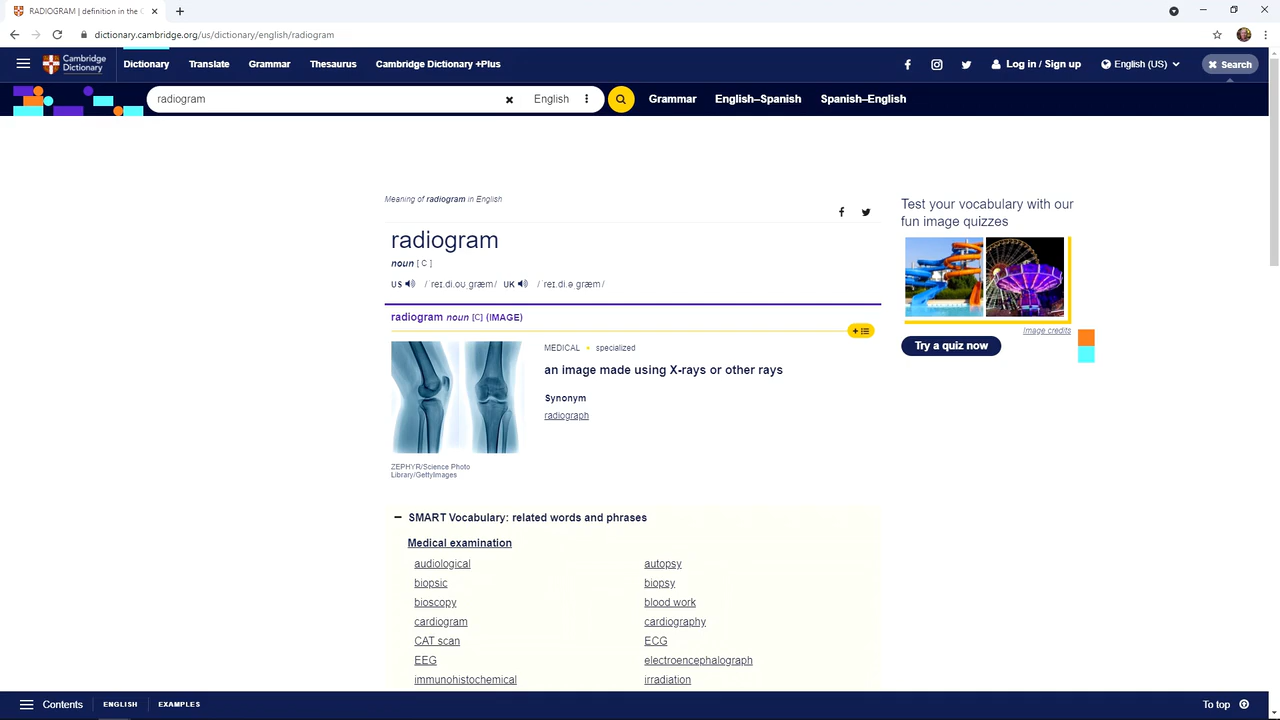 RADIOGRAM | definition in the C
dictionary.cambridge.org/us/dictionary/english/radiogram
Cambridge Dictionary
Dictionary
Translate
Grammar
Thesaurus
Cambridge Dictionary +Plus
Log in / Sign up
English (US)
Search
radiogram
English
Grammar
English–Spanish
Spanish–English
Meaning of radiogram in English
radiogram
noun [ C ]
US /ˈreɪ.di.oʊ.ɡræm/ UK /ˈreɪ.di.ə.ɡræm/
radiogram noun [C] (IMAGE)
MEDICAL specialized
an image made using X-rays or other rays
Synonym
radiograph
ZEPHYR/Science Photo
Library/GettyImages
Test your vocabulary with our
fun image quizzes
Image credits
Try a quiz now
SMART Vocabulary: related words and phrases
Medical examination
audiological
autopsy
biopsic
biopsy
bioscopy
blood work
cardiogram
cardiography
CAT scan
ECG
EEG
electroencephalograph
immunohistochemical
irradiation
Contents
ENGLISH
EXAMPLES
To top